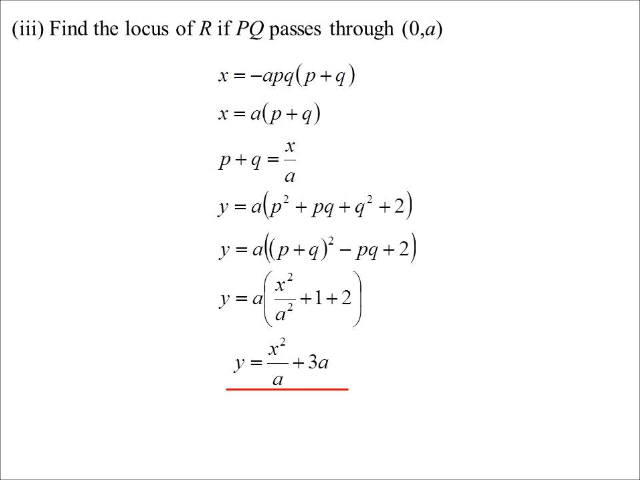 (iii) Find the locus of R if PQ passes through (0,a)
x = −apq(p + q)
x = a(p + q)
p + q = x/a
y = a(p² + pq + q² + 2)
y = a((p + q)² − pq + 2)
y = a(x²/a² + 1 + 2)
y = x²/a + 3a